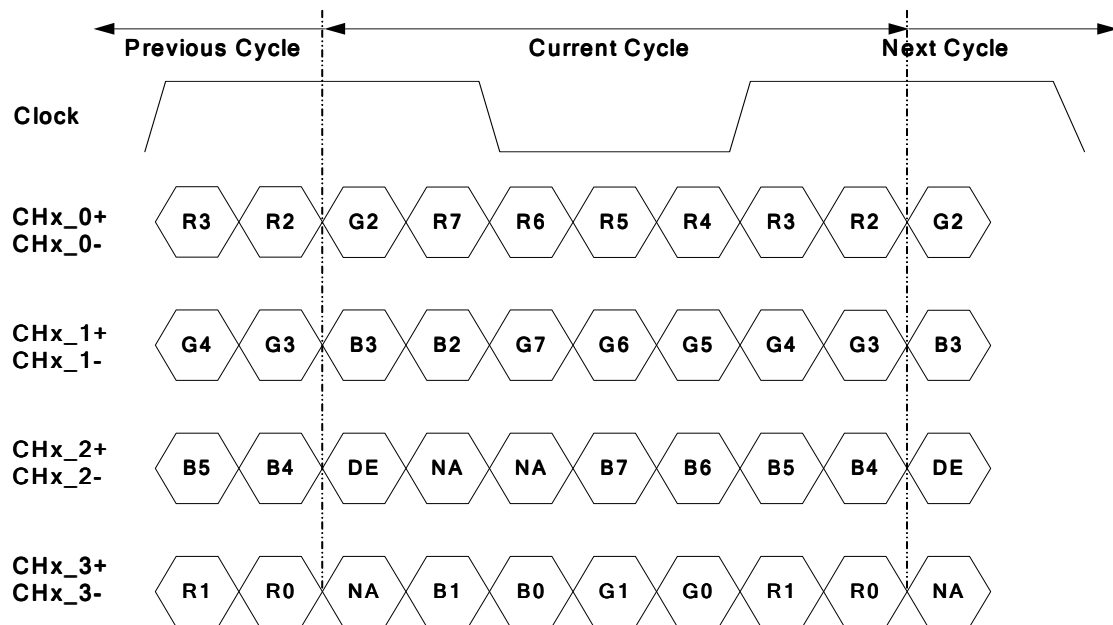 Previous Cycle Current Cycle Next Cycle
Clock
CHx_0+
CHx_0-
R3 R2 G2 R7 R6 R5 R4 R3 R2 G2
CHx_1+
CHx_1-
G4 G3 B3 B2 G7 G6 G5 G4 G3 B3
CHx_2+
CHx_2-
B5 B4 DE NA NA B7 B6 B5 B4 DE
CHx_3+
CHx_3-
R1 R0 NA B1 B0 G1 G0 R1 R0 NA